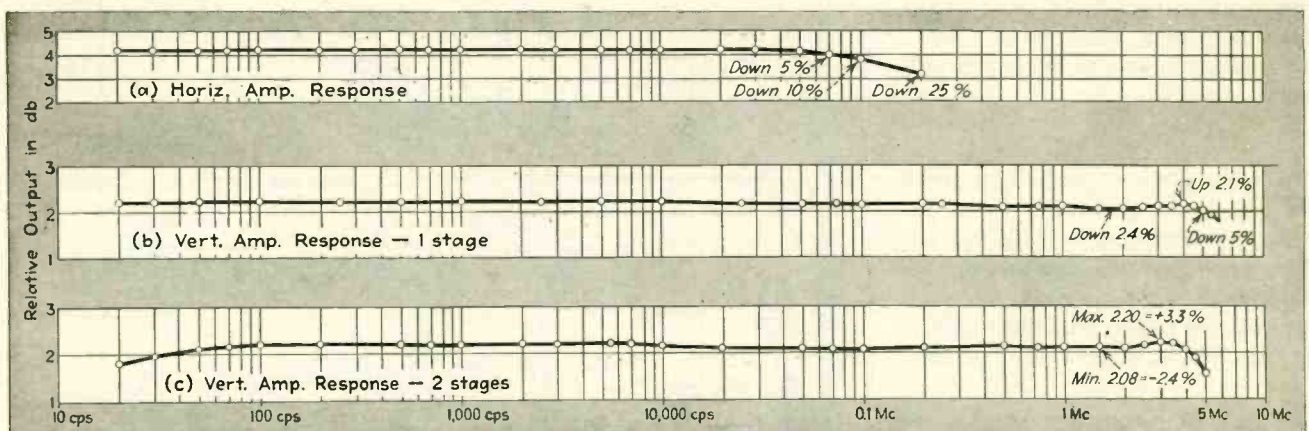 Relative Output in db
5
4
3
2
Down 5%
Down 10%
Down 25%
(a) Horiz. Amp. Response
3
2
1
Up 2.1%
Down 2.4%
Down 5%
(b) Vert. Amp. Response — 1 stage
3
2
1
Max. 2.20 = +3.3%
Min. 2.08 = -2.4%
(c) Vert. Amp. Response — 2 stages
10 cps 100 cps 1,000 cps 10,000 cps 0.1 Mc 1 Mc 5 Mc 10 Mc